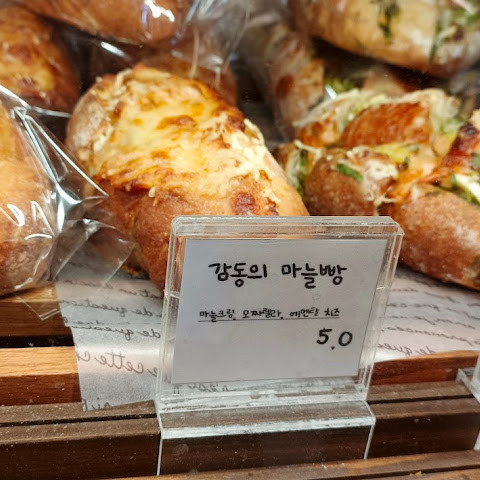 감동의 마늘빵
마늘크림, 모짜렐라, 에멘탈 치즈
5.0